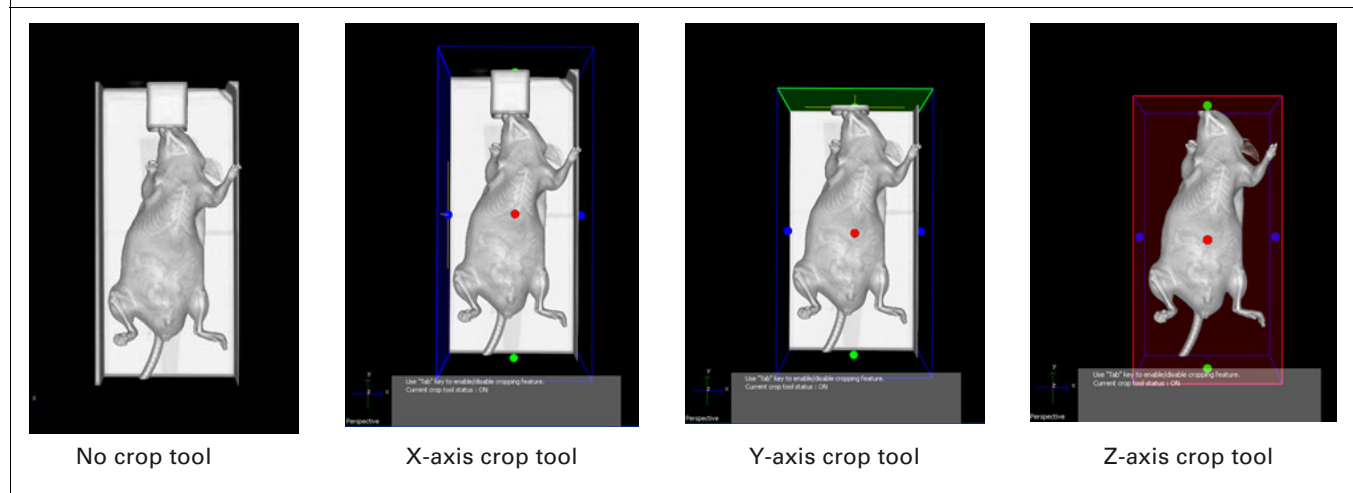 x
y
z x
Use "Tab" key to enable/disable cropping feature.
Current crop tool status : ON
Perspective
y
z x
Use "Tab" key to enable/disable cropping feature.
Current crop tool status : ON
Perspective
y
z x
Use "Tab" key to enable/disable cropping feature.
Current crop tool status : ON
Perspective
No crop tool
X-axis crop tool
Y-axis crop tool
Z-axis crop tool